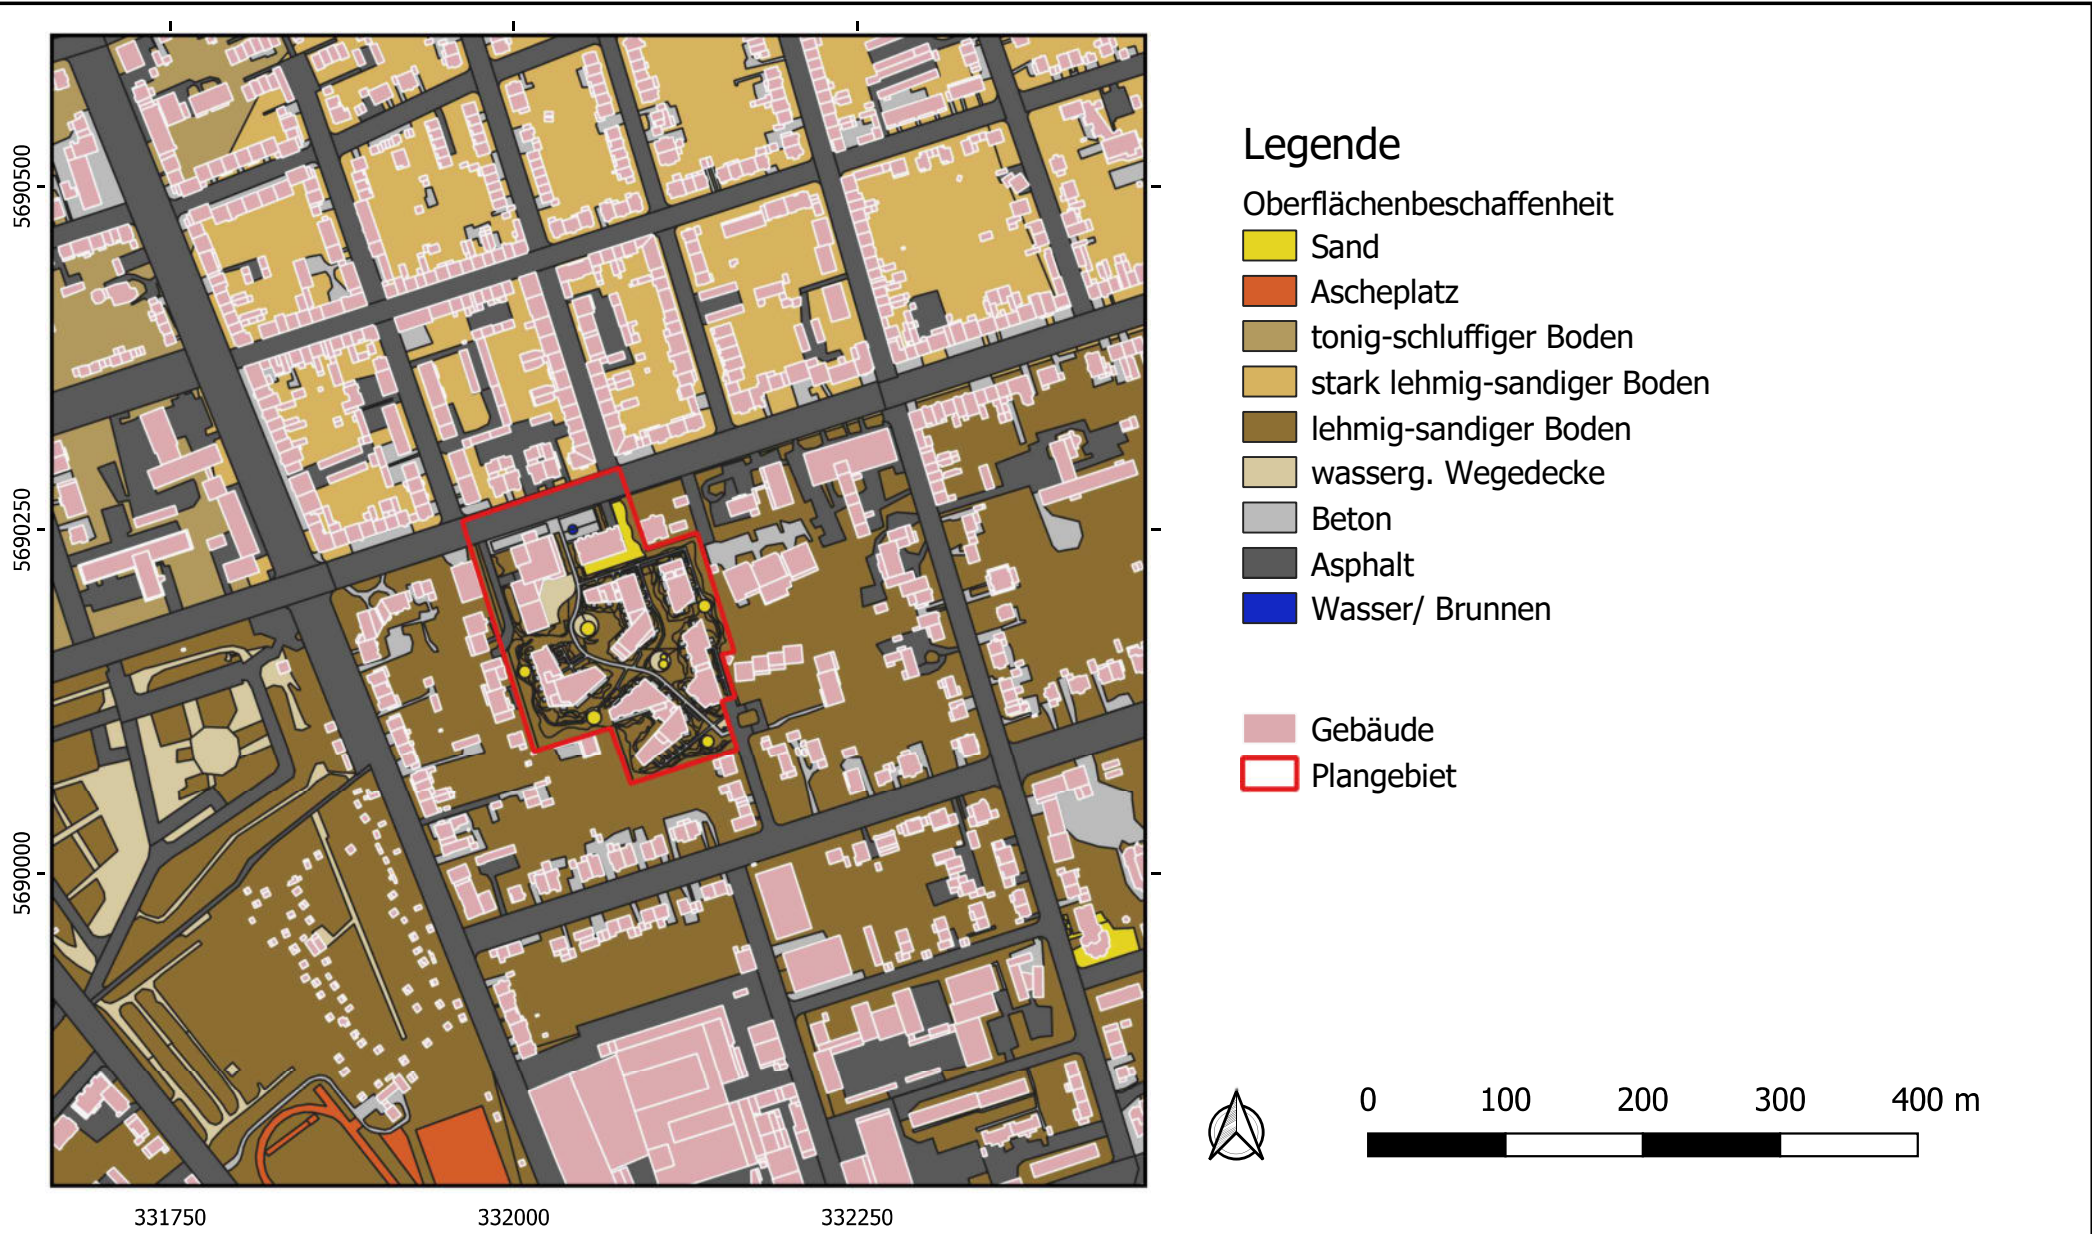 5690500
5690250
5690000
331750
332000
332250
Legende
Oberflächenbeschaffenheit
Sand
Ascheplatz
tonig-schluffiger Boden
stark lehmig-sandiger Boden
lehmig-sandiger Boden
wasserg. Wegedecke
Beton
Asphalt
Wasser/ Brunnen
Gebäude
Plangebiet
0 100 200 300 400 m